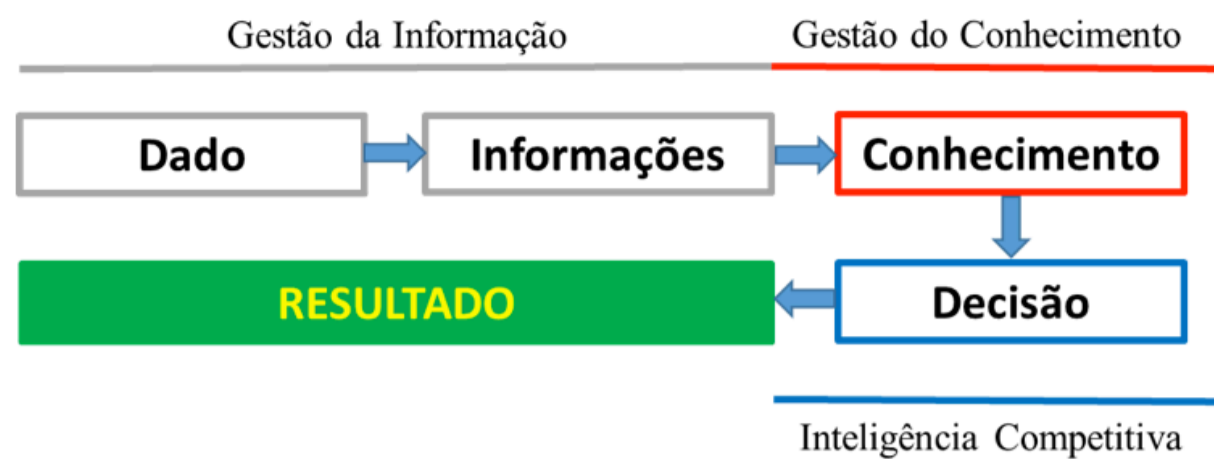 Gestão da Informação
Gestão do Conhecimento
Dado
Informações
Conhecimento
RESULTADO
Decisão
Inteligência Competitiva